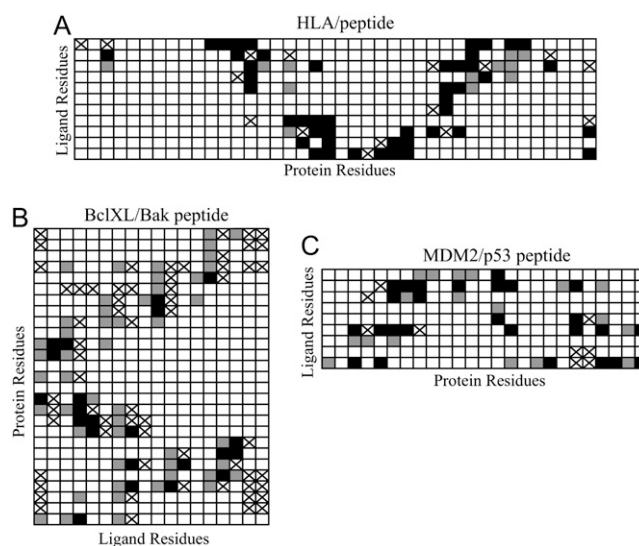 A
HLA/peptide
Ligand Residues
Protein Residues
B
BclXL/Bak peptide
Protein Residues
Ligand Residues
C
MDM2/p53 peptide
Ligand Residues
Protein Residues